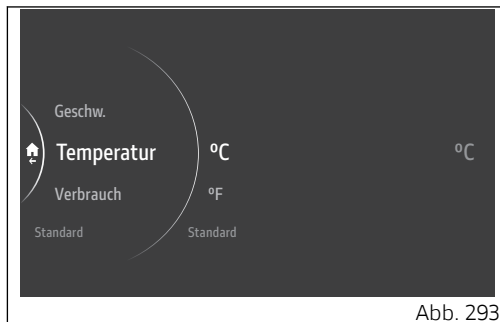 Geschw.
Temperatur ºC ºC
Verbrauch ºF
Standard Standard
Abb. 293